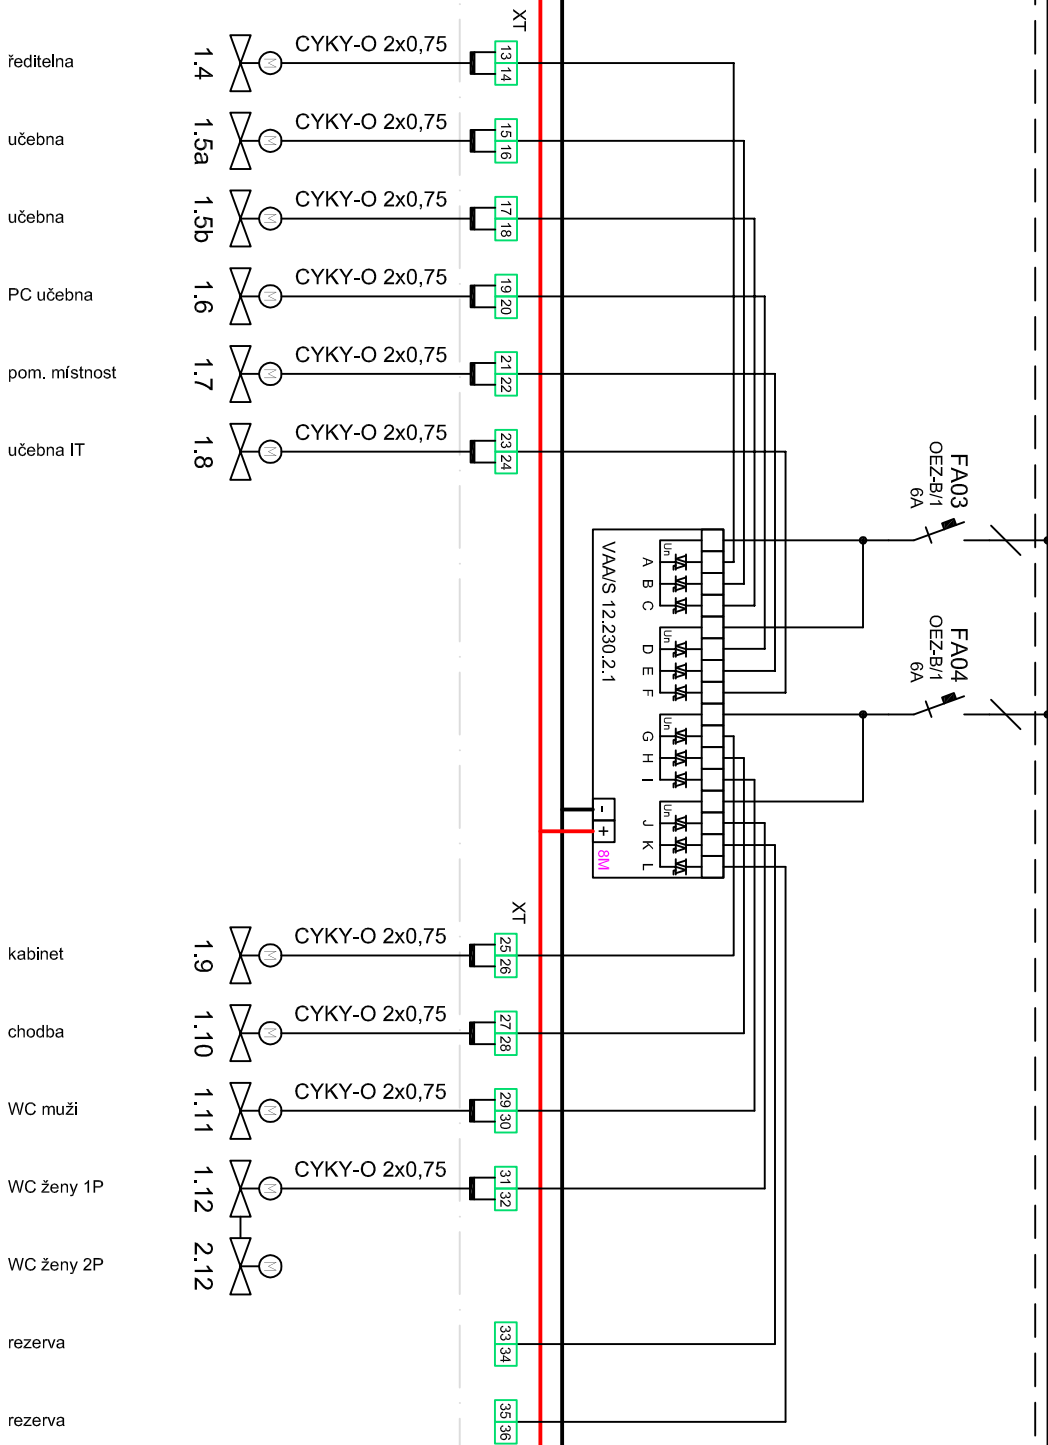 XT
ředitelna 1.4 M CYKY-O 2x0,75 13 14
učebna 1.5a M CYKY-O 2x0,75 15 16
učebna 1.5b M CYKY-O 2x0,75 17 18
PC učebna 1.6 M CYKY-O 2x0,75 19 20
pom. místnost 1.7 M CYKY-O 2x0,75 21 22
učebna IT 1.8 M CYKY-O 2x0,75 23 24
FA03
OEZ-B/1
6A
FA04
OEZ-B/1
6A
VAA/S 12.230.2.1
Un
A
B
C
Un
D
E
F
Un
G
H
I
Un
J
K
L
-
+
8M
XT
kabinet 1.9 M CYKY-O 2x0,75 25 26
chodba 1.10 M CYKY-O 2x0,75 27 28
WC muži 1.11 M CYKY-O 2x0,75 29 30
WC ženy 1P 1.12 M CYKY-O 2x0,75 31 32
WC ženy 2P 2.12 M
rezerva 33 34
rezerva 35 36